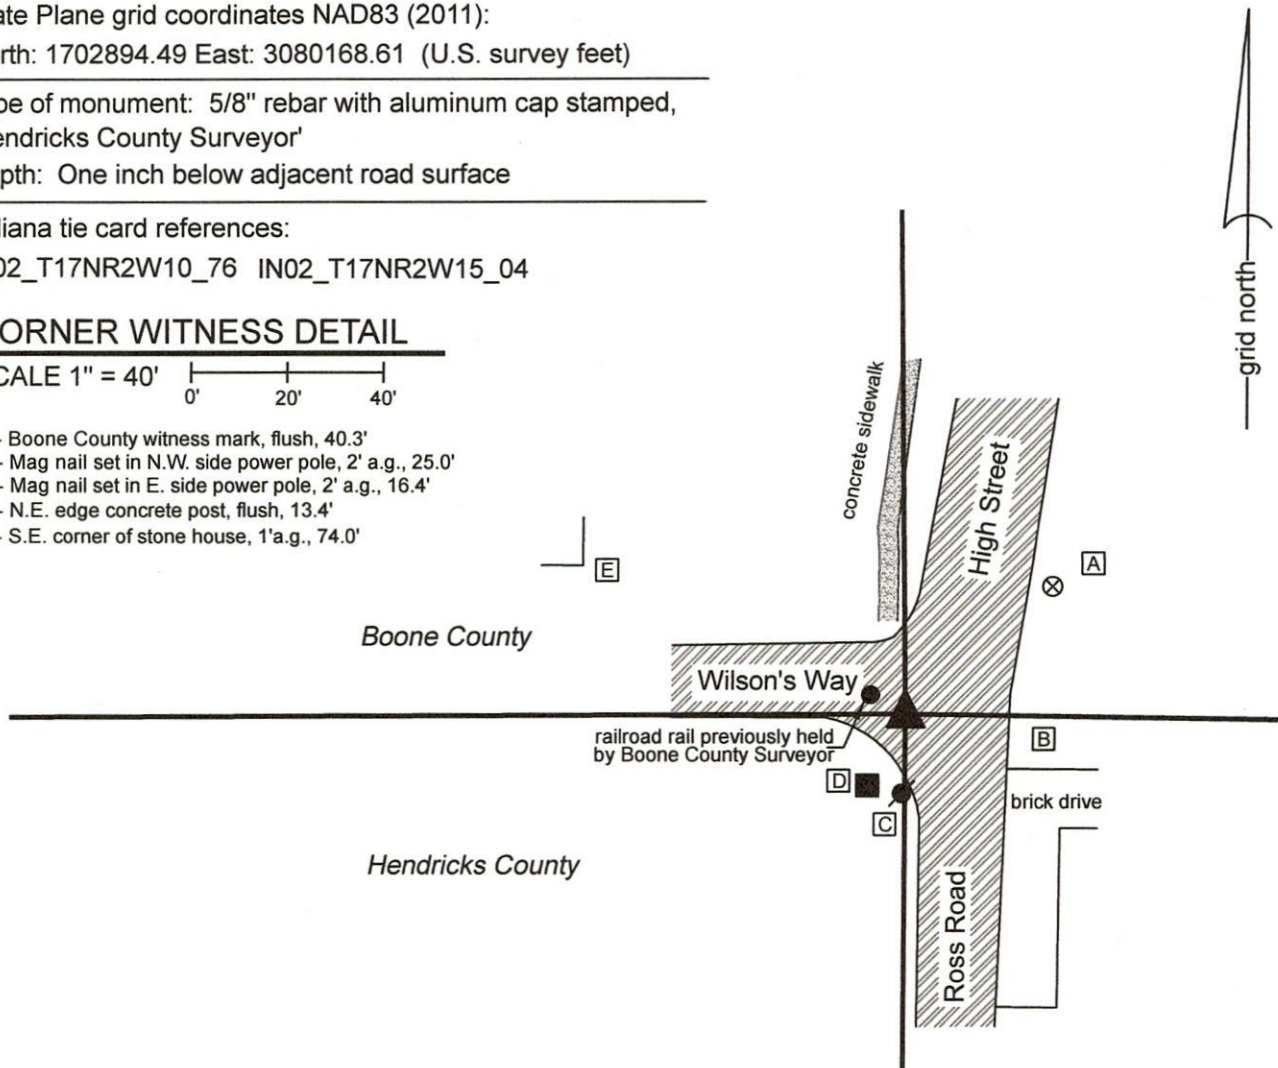 ate Plane grid coordinates NAD83 (2011):
rth: 1702894.49 East: 3080168.61 (U.S. survey feet)
pe of monument: 5/8" rebar with aluminum cap stamped,
endricks County Surveyor'
pth: One inch below adjacent road surface
diana tie card references:
02_T17NR2W10_76 IN02_T17NR2W15_04
ORNER WITNESS DETAIL
CALE 1" = 40'
0' 20' 40'
- Boone County witness mark, flush, 40.3'
- Mag nail set in N.W. side power pole, 2' a.g., 25.0'
- Mag nail set in E. side power pole, 2' a.g., 16.4'
- N.E. edge concrete post, flush, 13.4'
- S.E. corner of stone house, 1'a.g., 74.0'
grid north
concrete sidewalk
High Street
A
E
Boone County
Wilson's Way
railroad rail previously held
by Boone County Surveyor
B
D
brick drive
C
Hendricks County
Ross Road